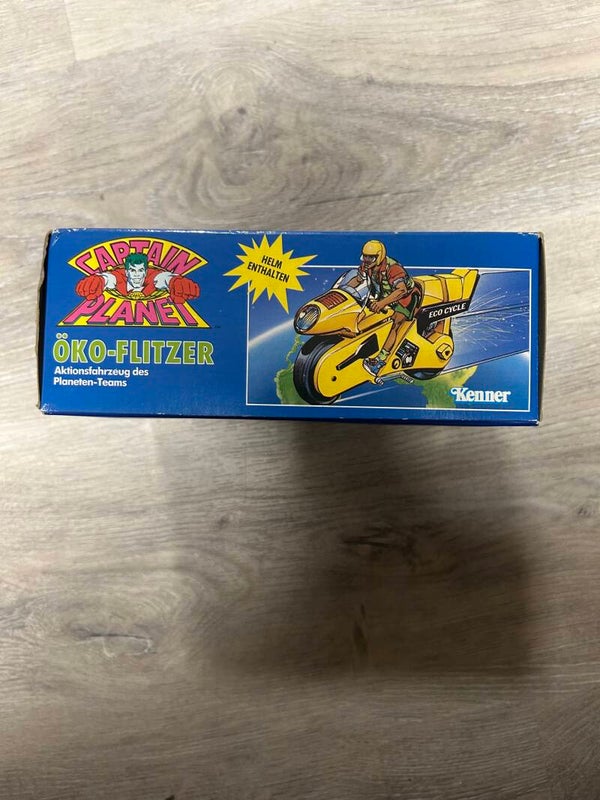 CAPTAIN
PLANET
ÖKO-FLITZER
Aktionsfahrzeug des
Planeten-Teams
HELM
ENTHALTEN
ECO CYCLE
Kenner